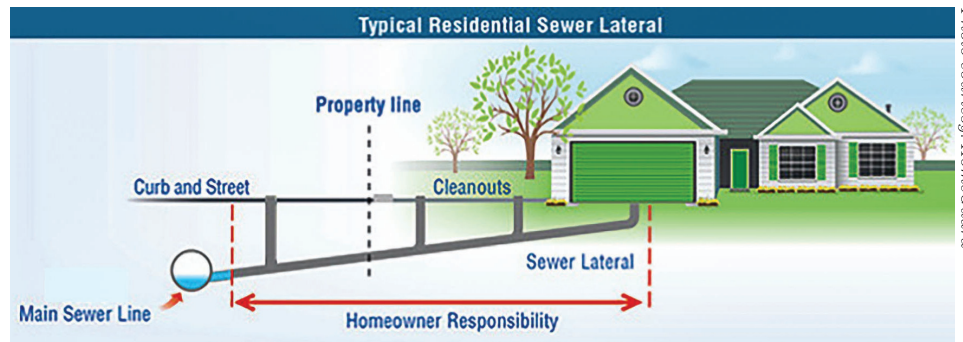 Typical Residential Sewer Lateral
Property line
Curb and Street
Cleanouts
Sewer Lateral
Main Sewer Line
Homeowner Responsibility